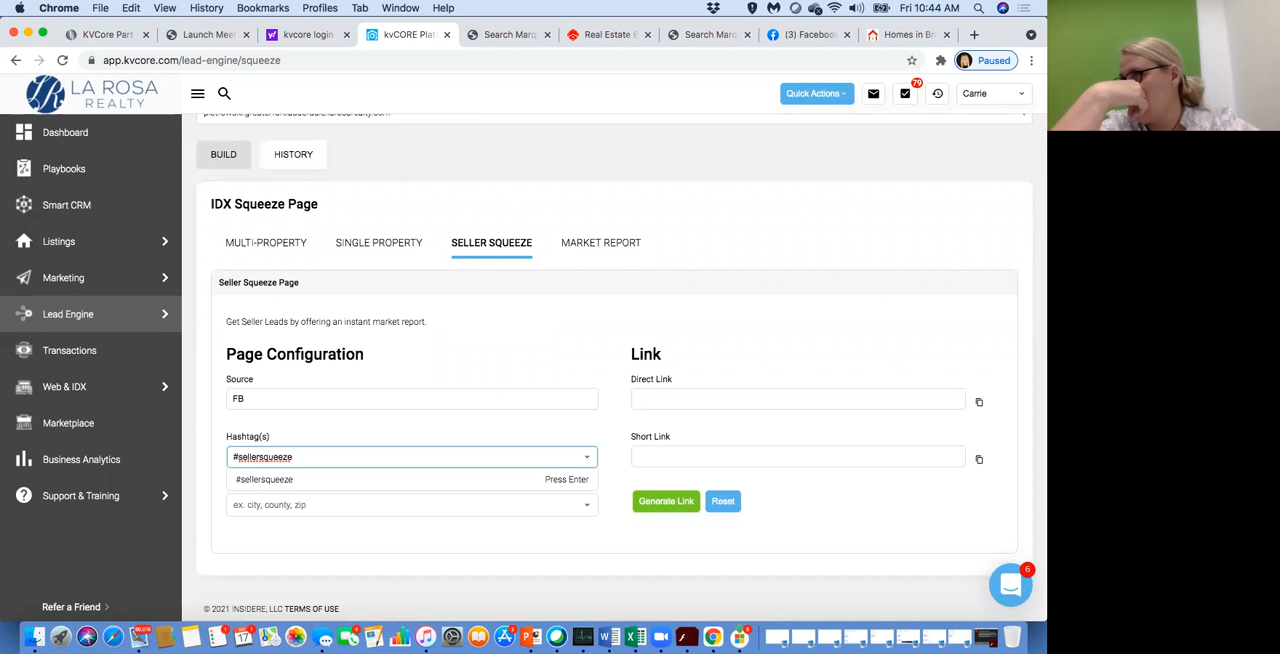 Chrome File Edit View History Bookmarks Profiles Tab Window Help Fri 10:44 AM
KVCore Part Launch Meet kvcore login kvCORE Plat Search Marq Real Estate E Search Marq (3) Facebook Homes in Br
app.kvcore.com/lead-engine/squeeze Paused
LA ROSA REALTY
Quick Actions 79 Carrie
BUILD HISTORY
Dashboard
Playbooks
Smart CRM
Listings
Marketing
Lead Engine
Transactions
Web & IDX
Marketplace
Business Analytics
Support & Training
Refer a Friend
IDX Squeeze Page
MULTI-PROPERTY SINGLE PROPERTY SELLER SQUEEZE MARKET REPORT
Seller Squeeze Page
Get Seller Leads by offering an instant market report.
Page Configuration
Source
FB
Hashtag(s)
#sellersqueeze
#sellersqueeze Press Enter
ex. city, county, zip
Link
Direct Link
Short Link
Generate Link Reset
6
© 2021 INSIDERE, LLC TERMS OF USE